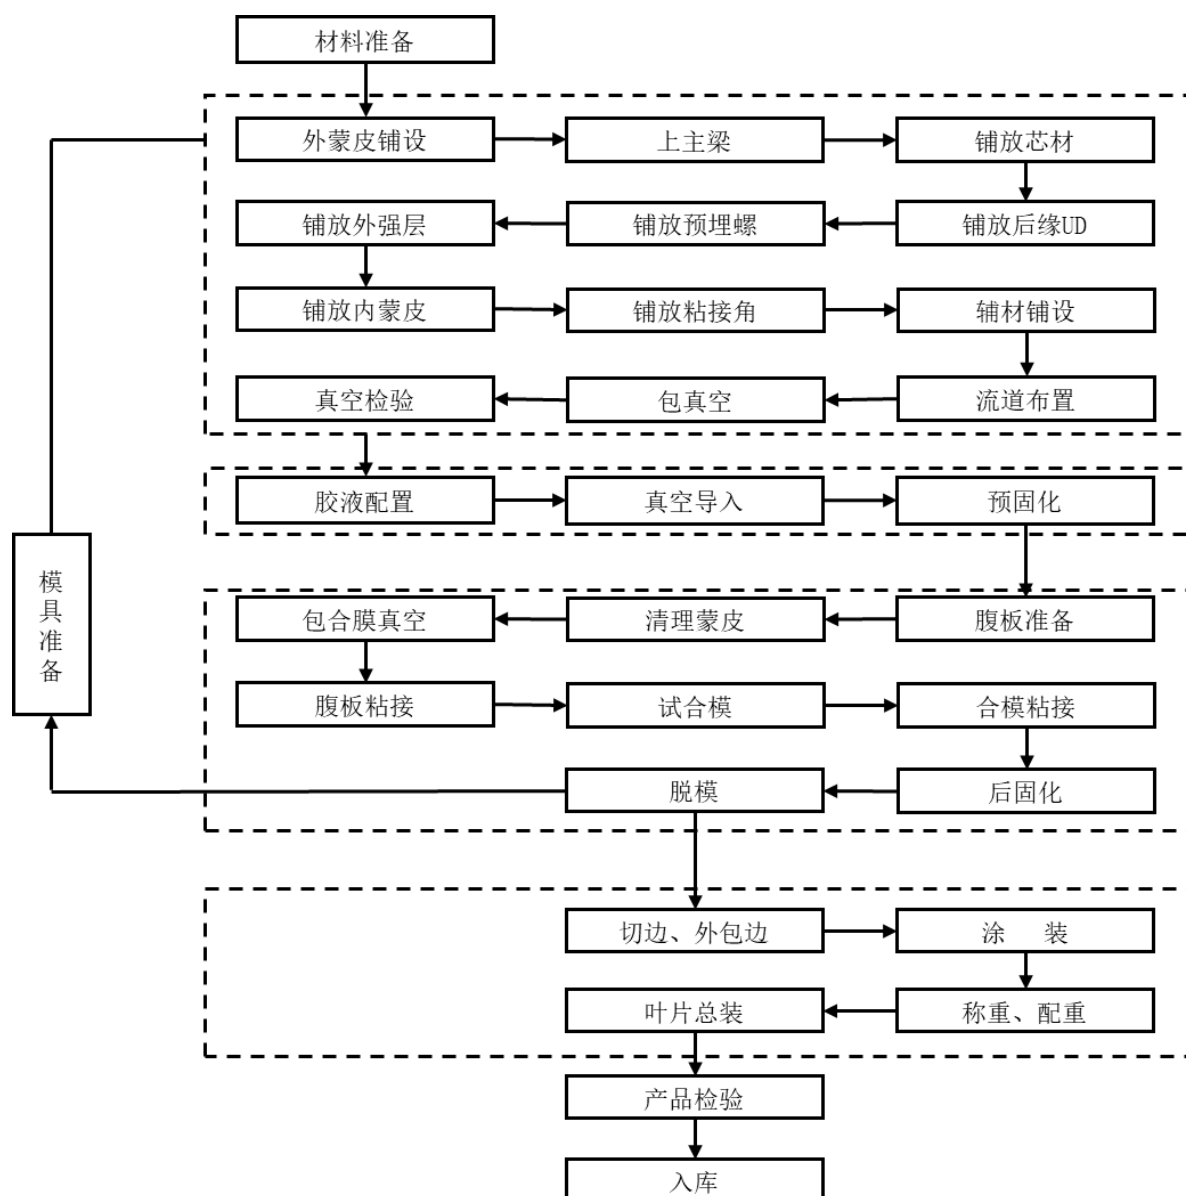 材料准备
外蒙皮铺设
上主梁
铺放芯材
铺放外强层
铺放预埋螺
铺放后缘UD
铺放内蒙皮
铺放粘接角
辅材铺设
真空检验
包真空
流道布置
胶液配置
真空导入
预固化
模具准备
包合膜真空
清理蒙皮
腹板准备
腹板粘接
试合模
合模粘接
脱模
后固化
切边、外包边
涂 装
叶片总装
称重、配重
产品检验
入库